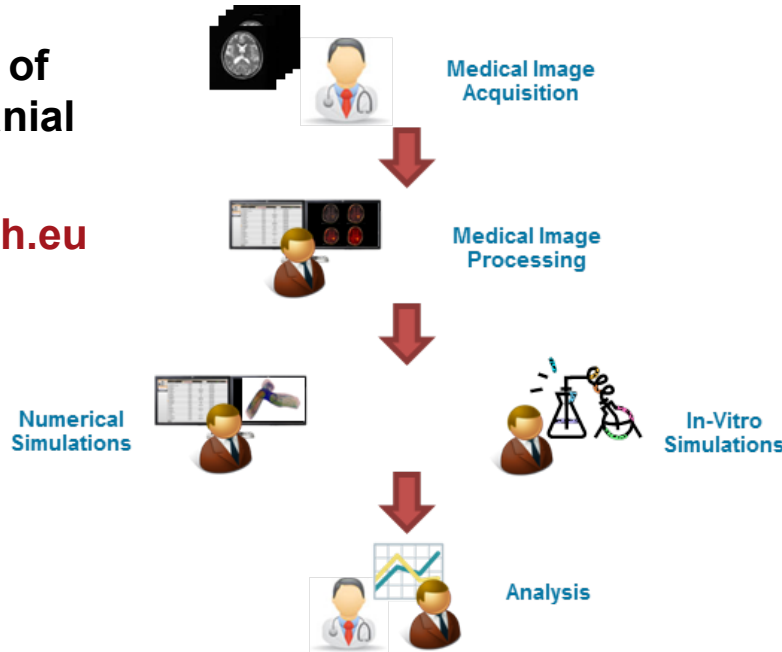 of
nial
h.eu
Medical Image
Acquisition
Medical Image
Processing
Numerical
Simulations
In-Vitro
Simulations
Analysis